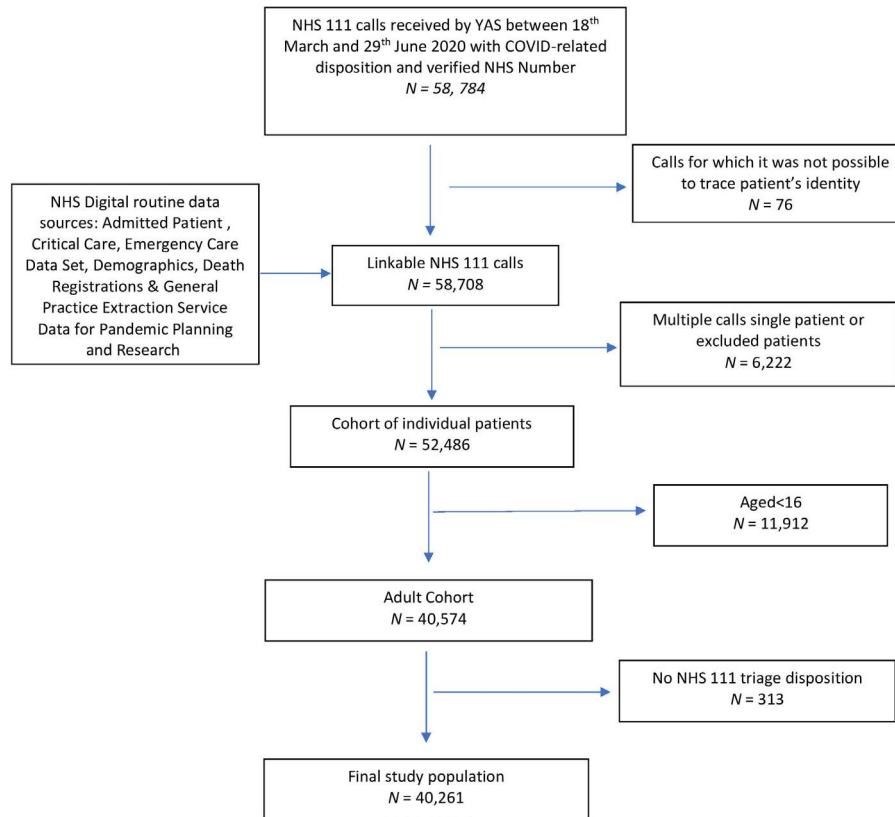 NHS 111 calls received by YAS between 18th
March and 29th June 2020 with COVID-related
disposition and verified NHS Number
N = 58, 784
Calls for which it was not possible
to trace patient’s identity
N = 76
NHS Digital routine data
sources: Admitted Patient ,
Critical Care, Emergency Care
Data Set, Demographics, Death
Registrations & General
Practice Extraction Service
Data for Pandemic Planning
and Research
Linkable NHS 111 calls
N = 58,708
Multiple calls single patient or
excluded patients
N = 6,222
Cohort of individual patients
N = 52,486
Aged<16
N = 11,912
Adult Cohort
N = 40,574
No NHS 111 triage disposition
N = 313
Final study population
N = 40,261